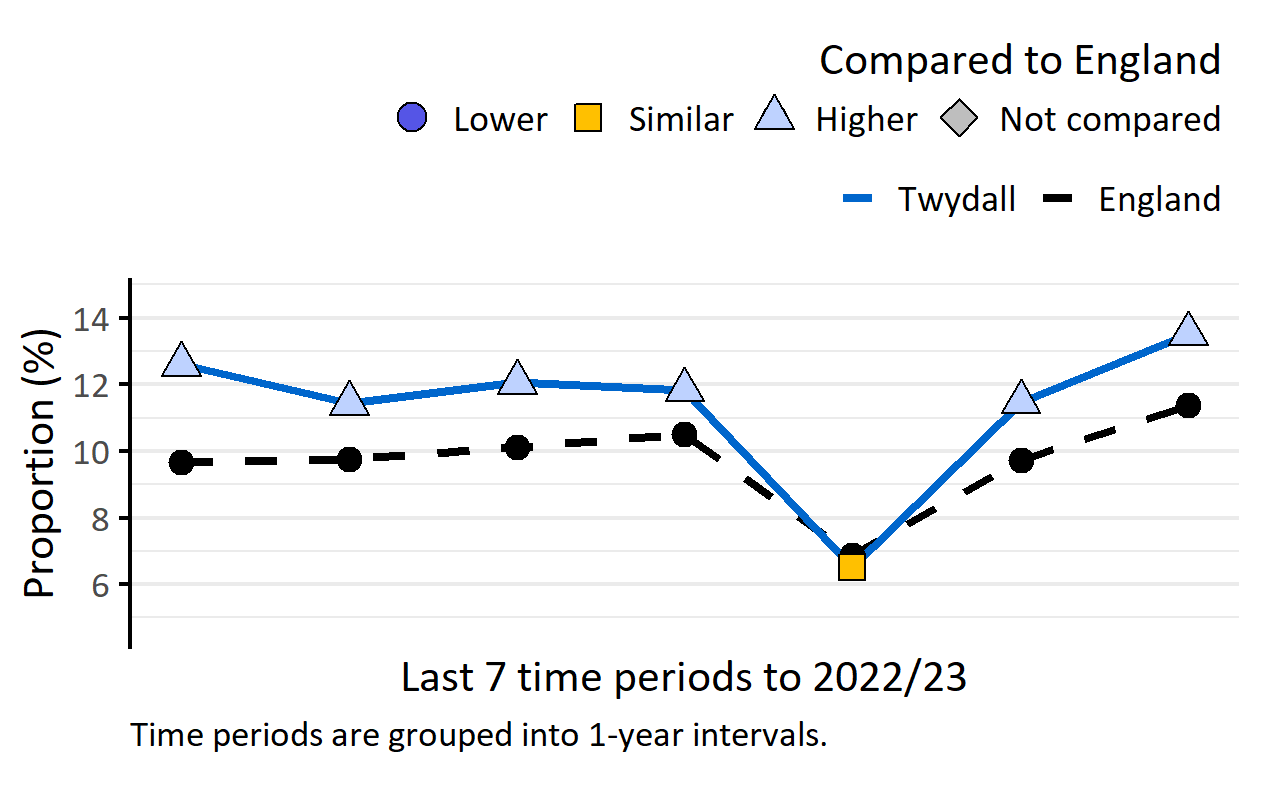 Compared to England
Lower Similar Higher Not compared
Twydall England
Proportion (%)
14
12
10
8
6
Last 7 time periods to 2022/23
Time periods are grouped into 1-year intervals.